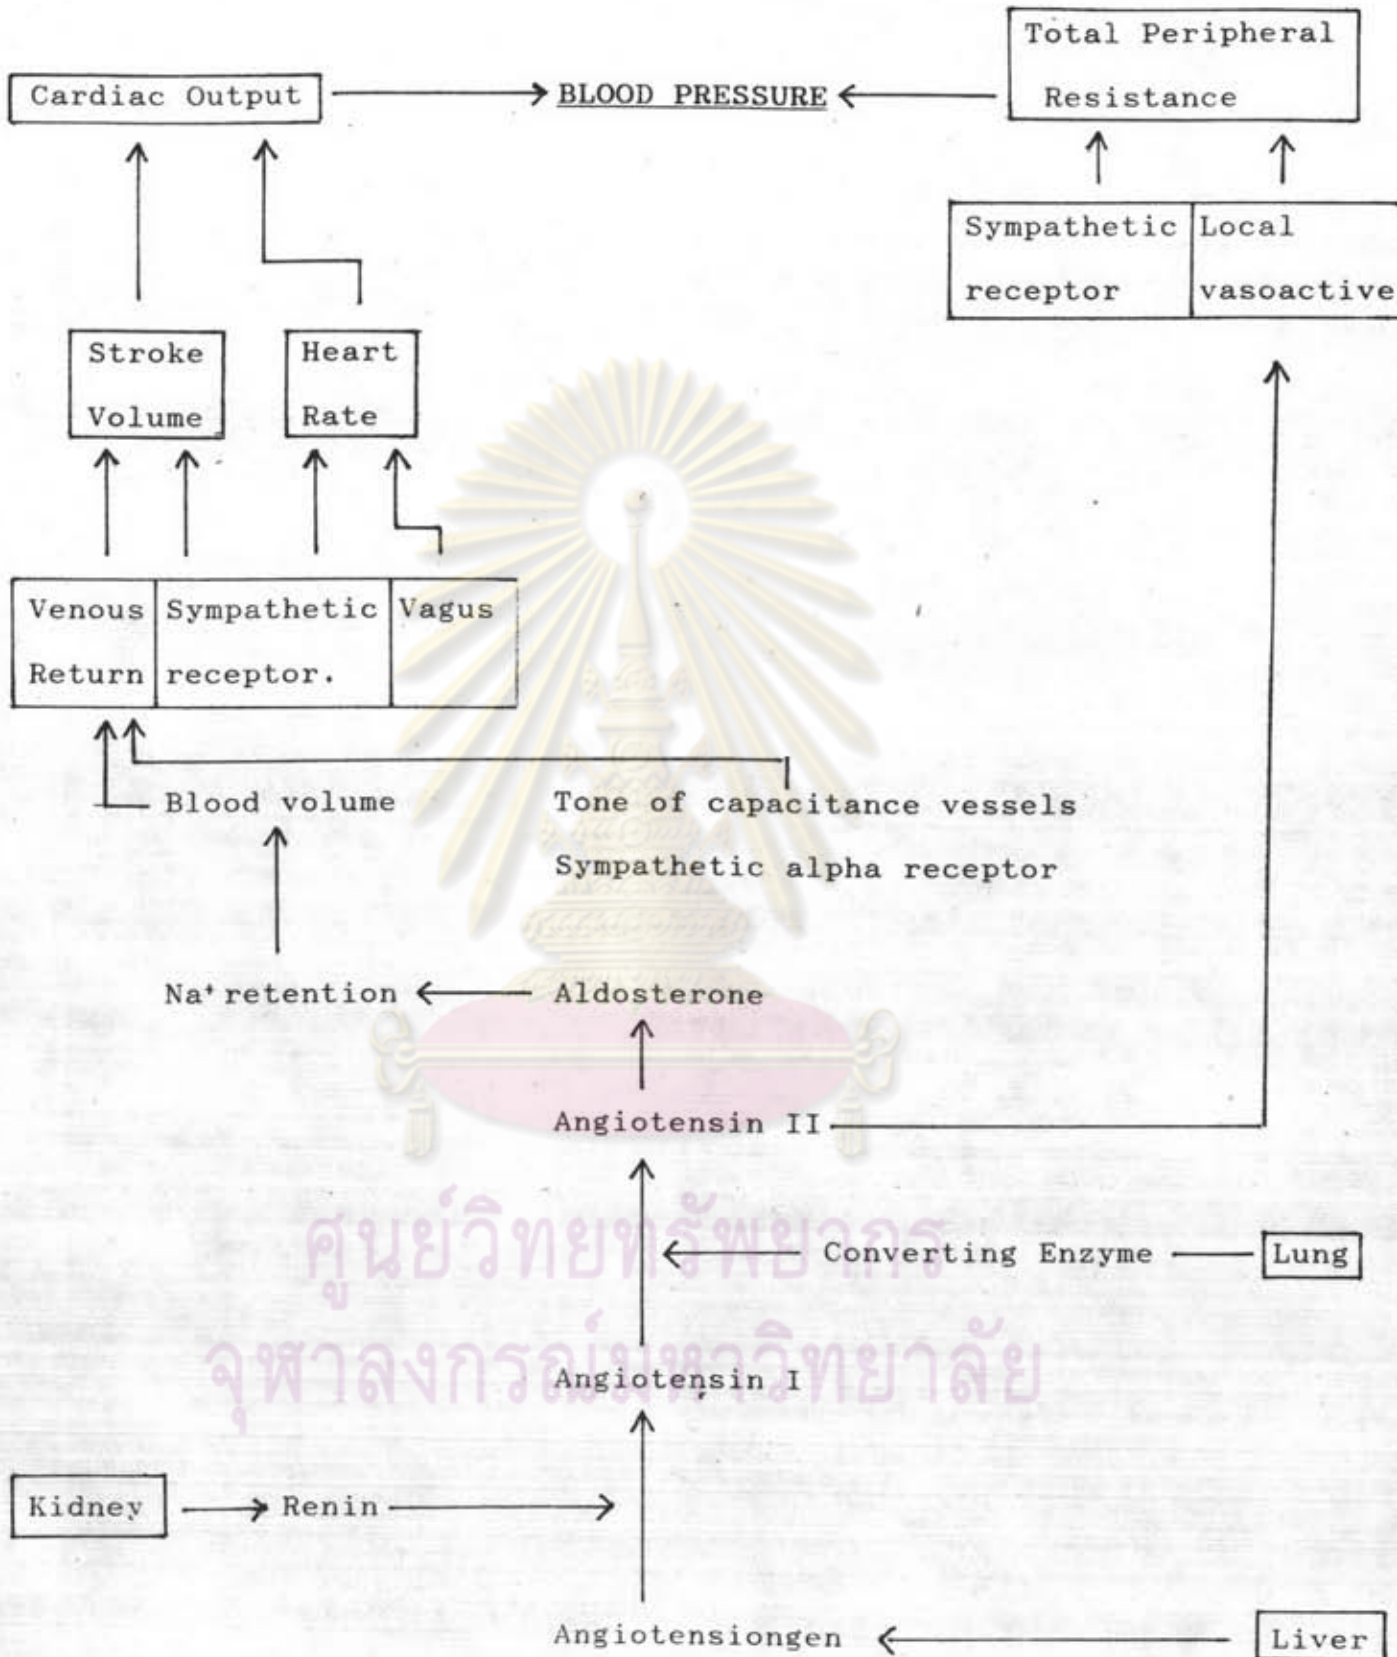 Total Peripheral
Resistance
Cardiac Output
BLOOD PRESSURE
Sympathetic
receptor
Local
vasoactive
Stroke
Volume
Heart
Rate
Venous
Return
Sympathetic
receptor.
Vagus
Blood volume
Tone of capacitance vessels
Sympathetic alpha receptor
Na⁺ retention
Aldosterone
Angiotensin II
ศูนย์วิทยทรัพยากร
Converting Enzyme
Lung
จุฬาลงกรณ์มหาวิทยาลัย
Angiotensin I
Kidney
Renin
Angiotensiongen
Liver